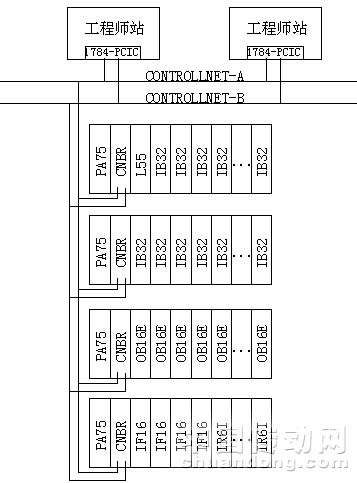 工程师站 工程师站
1784-PCIC 1784-PCIC
CONTROLLNET-A
CONTROLLNET-B
PA75 CNBR L55 IB32 IB32 IB32 IB32 ... IB32
PA75 CNBR IB32 IB32 IB32 IB32 IB32 ... IB32
PA75 CNBR OB16E OB16E OB16E OB16E OB16E ... OB16E
PA75 CNBR IF16 IF16 IF16 IF16 IR6I ... IR6I
中国传动网
chuandong.com